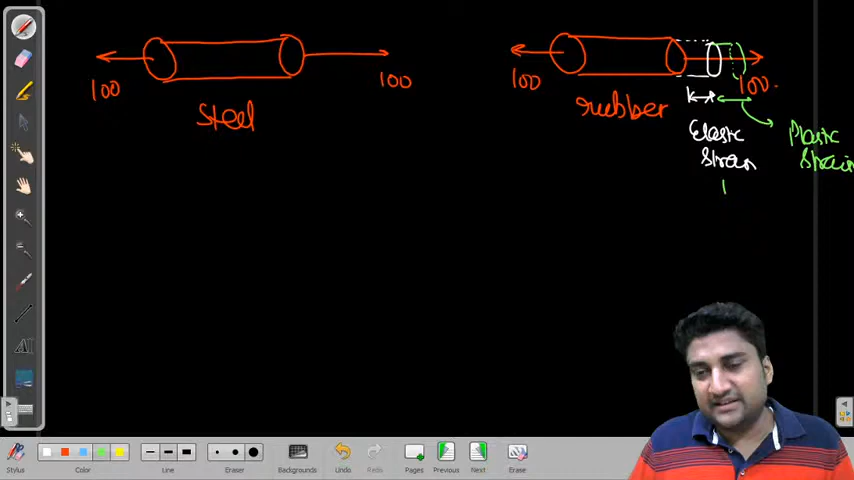 100
100
steel
100
100.
rubber
Elastic
Strain
Plastic
Strain
Stylus
Color
Line
Eraser
Backgrounds
Undo
Redo
Pages
Previous
Next
Erase